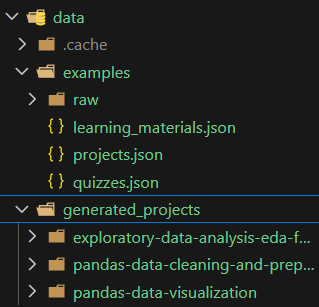 data
.cache
examples
raw
learning_materials.json
projects.json
quizzes.json
generated_projects
exploratory-data-analysis-eda-f...
pandas-data-cleaning-and-prep...
pandas-data-visualization